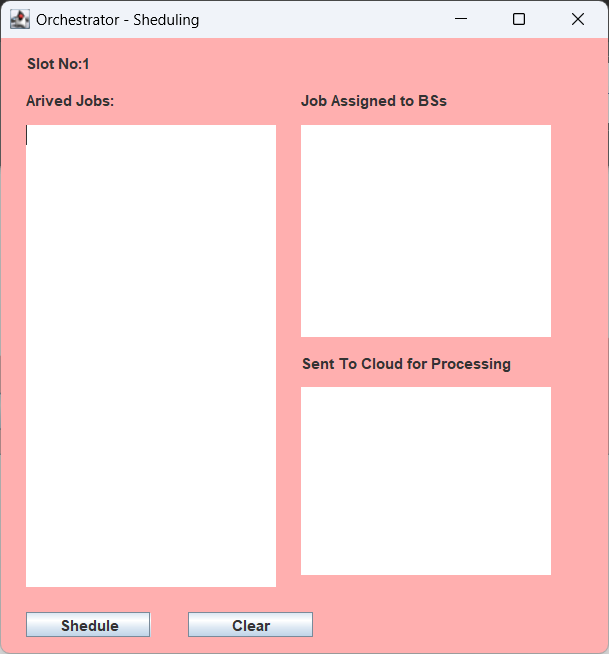 Orchestrator - Sheduling
Slot No:1
Arived Jobs:
Job Assigned to BSs
Sent To Cloud for Processing
Shedule
Clear